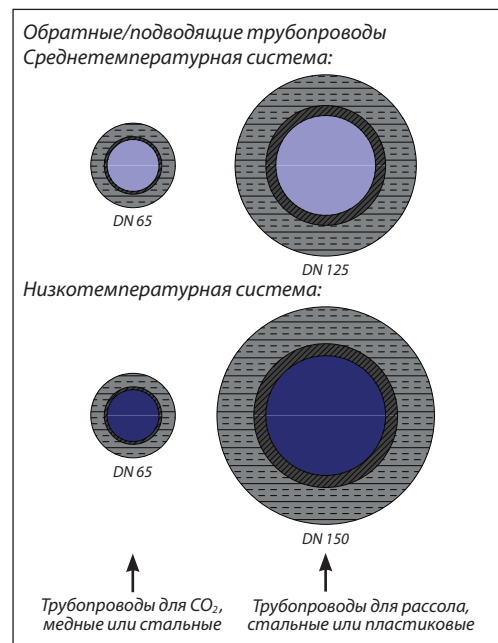 Обратные/подводящие трубопроводы
Среднетемпературная система:
DN 65
DN 125
Низкотемпературная система:
DN 65
DN 150
Трубопроводы для CO₂,
медные или стальные
Трубопроводы для рассола,
стальные или пластиковые